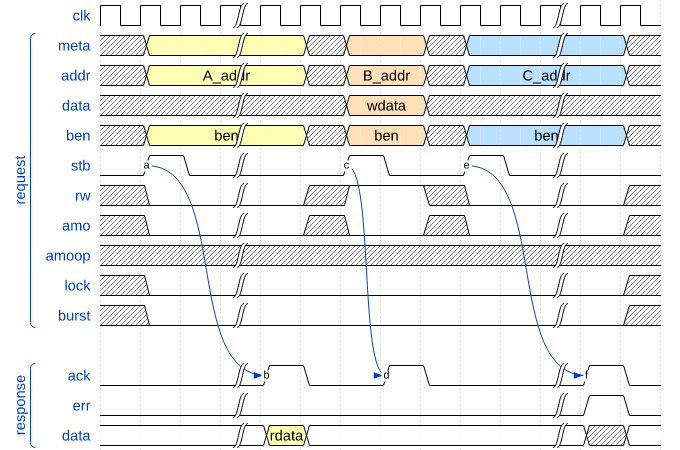 clk
request
meta
addr A_addr B_addr C_addr
data wdata
ben ben ben ben
stb a c e
rw
amo
amoop
lock
burst
response
ack b d f
err
data rdata